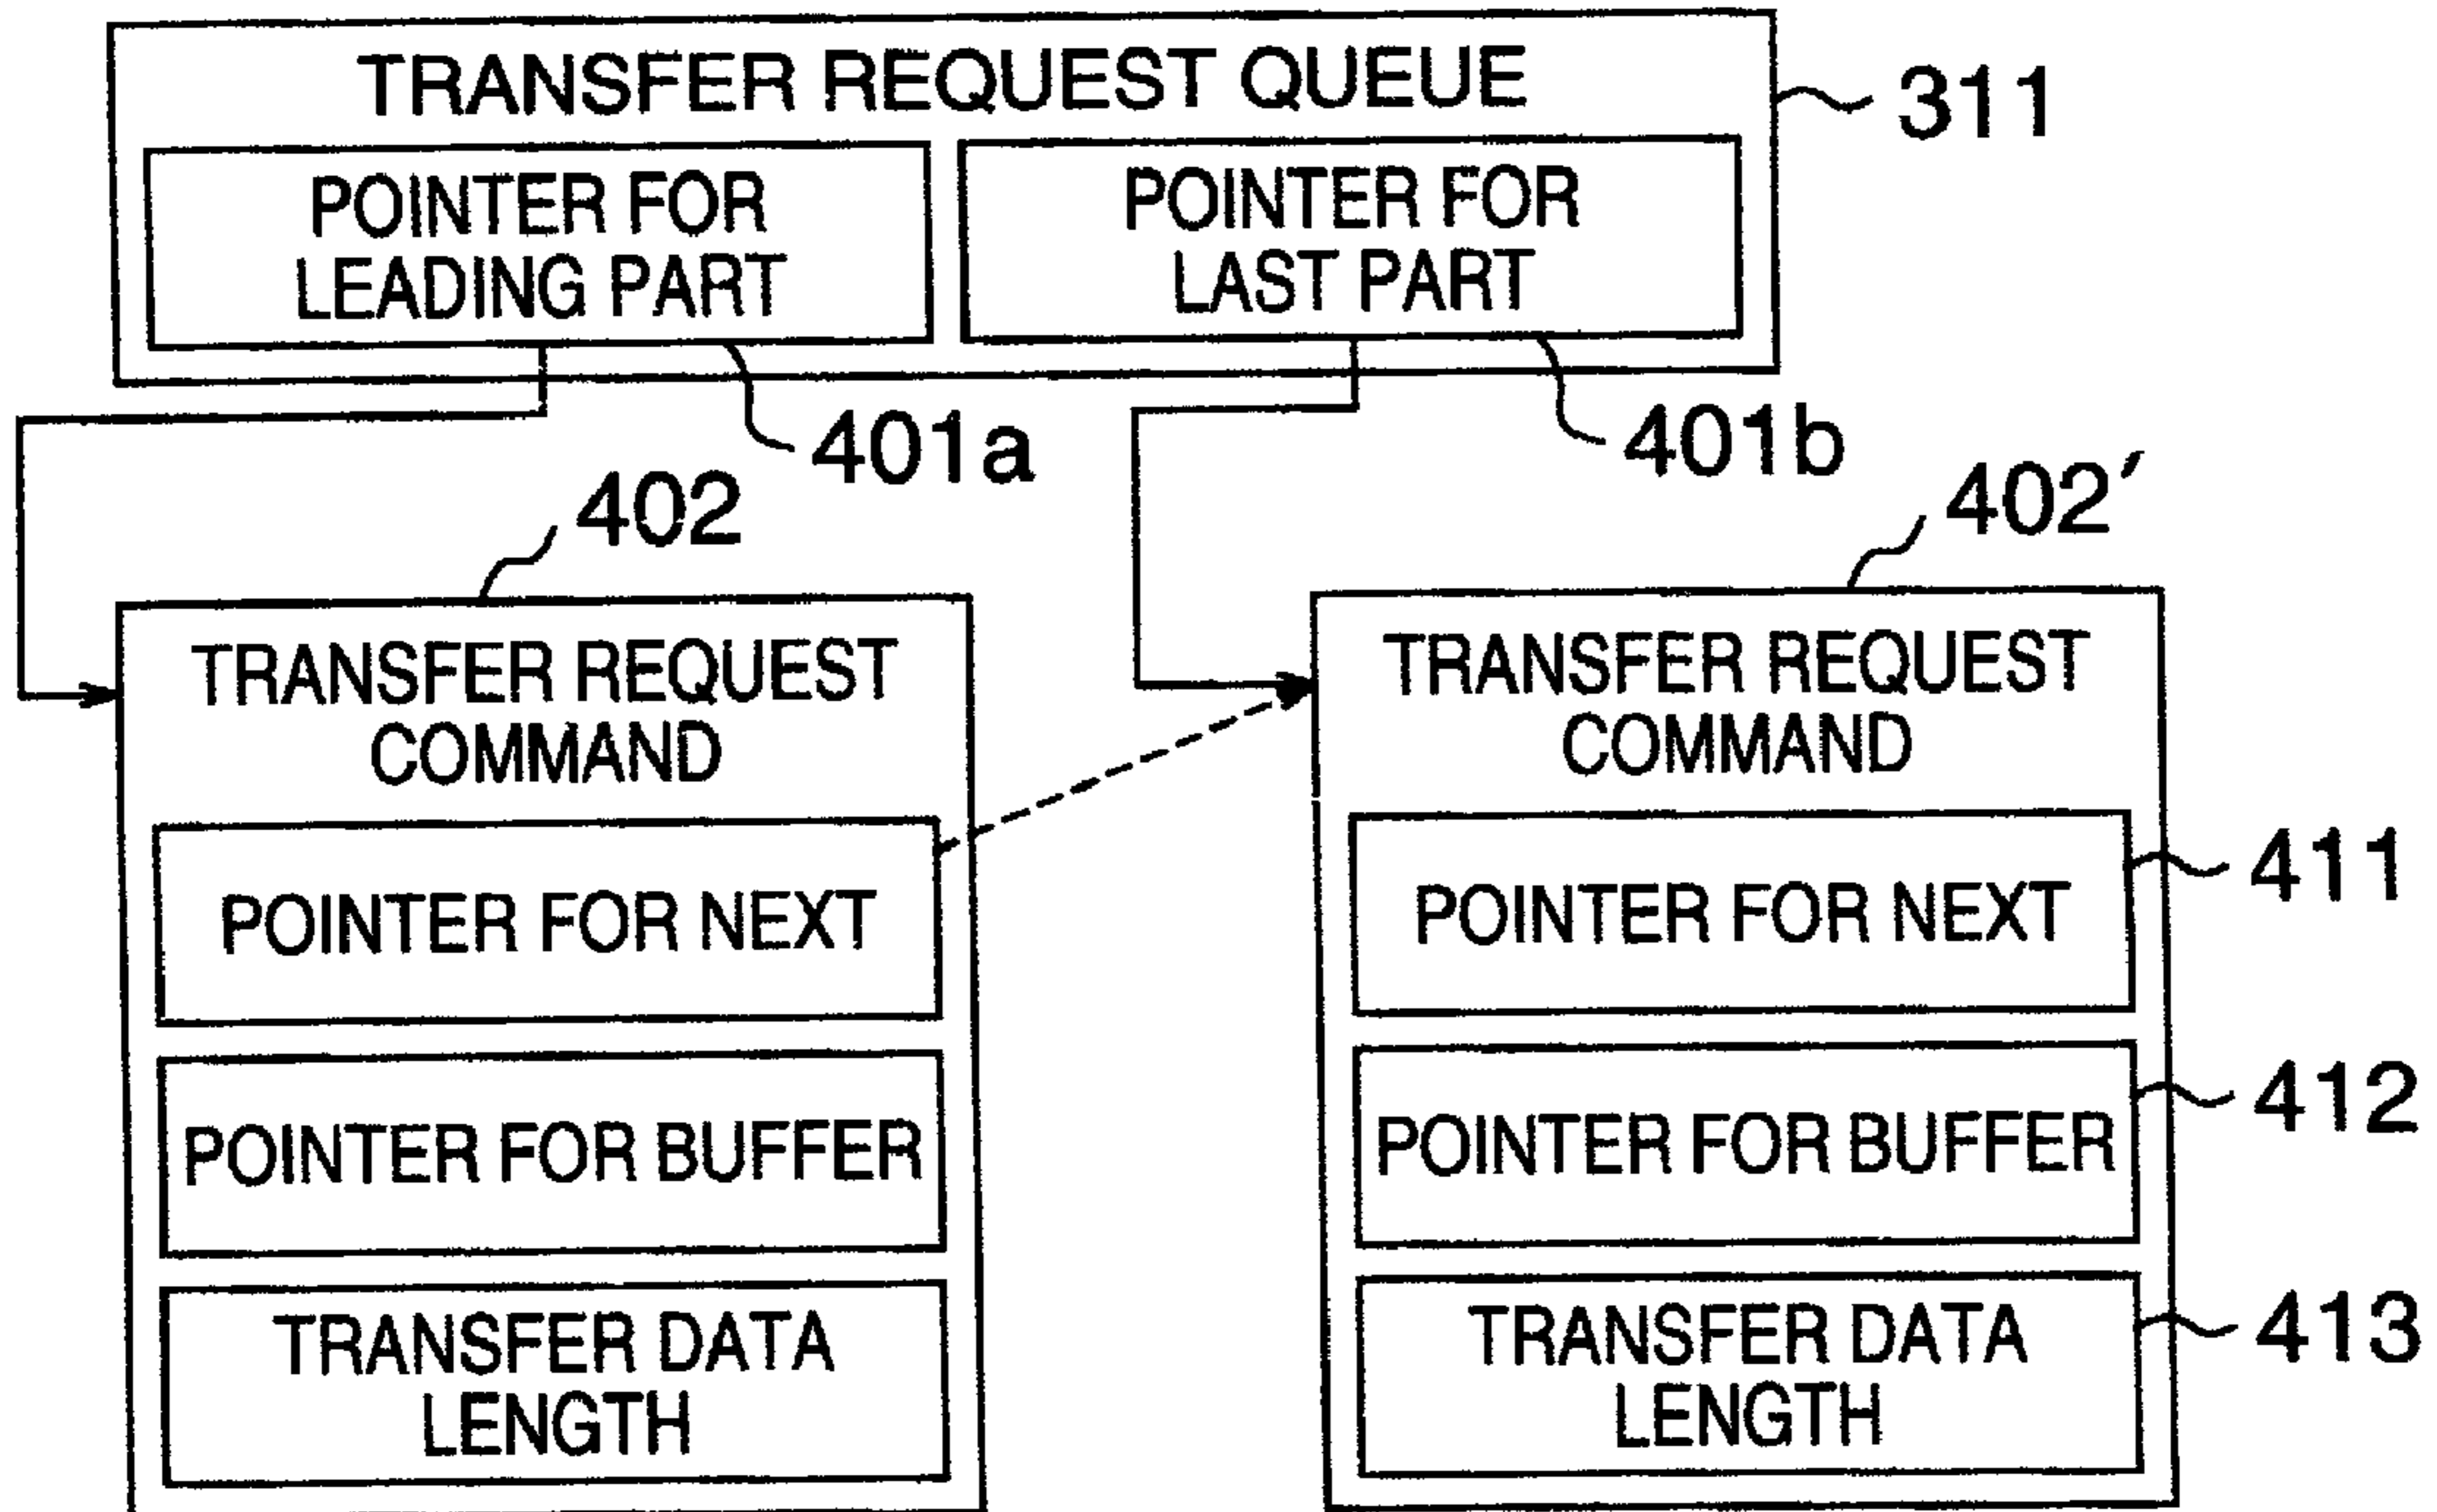 TRANSFER REQUEST QUEUE
311
POINTER FOR
LEADING PART
POINTER FOR
LAST PART
401a
401b
402
402′
TRANSFER REQUEST
COMMAND
POINTER FOR NEXT
POINTER FOR BUFFER
TRANSFER DATA
LENGTH
TRANSFER REQUEST
COMMAND
POINTER FOR NEXT
411
POINTER FOR BUFFER
412
TRANSFER DATA
LENGTH
413